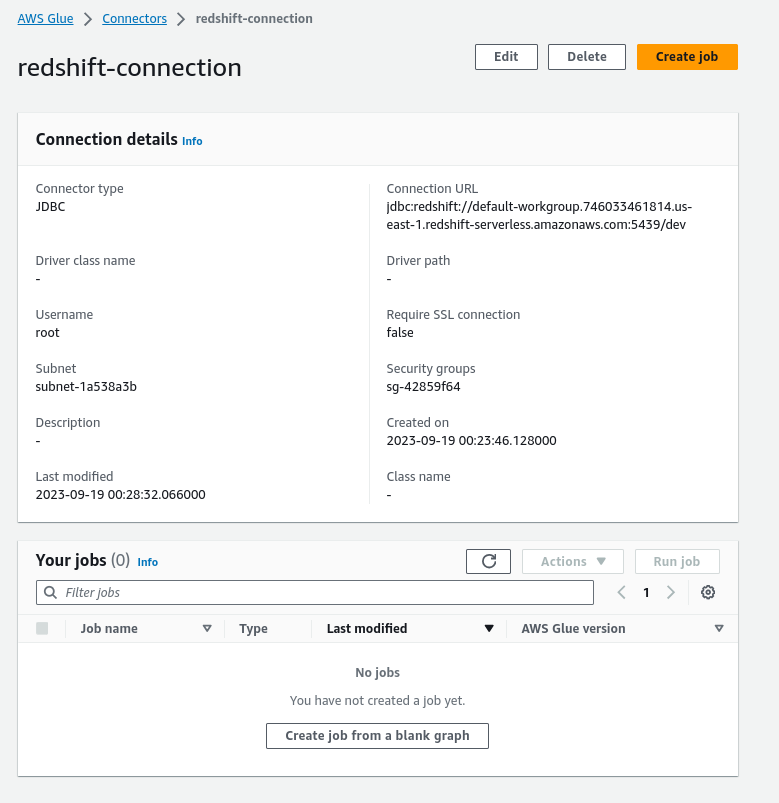 AWS Glue > Connectors > redshift-connection
redshift-connection
Edit
Delete
Create job
Connection details Info
Connector type
JDBC
Connection URL
jdbc:redshift://default-workgroup.746033461814.us-
east-1.redshift-serverless.amazonaws.com:5439/dev
Driver class name
-
Driver path
-
Username
root
Require SSL connection
false
Subnet
subnet-1a538a3b
Security groups
sg-42859f64
Description
-
Created on
2023-09-19 00:23:46.128000
Last modified
2023-09-19 00:28:32.066000
Class name
-
Your jobs (0) Info
Actions
Run job
Filter jobs
1
Job name
Type
Last modified
AWS Glue version
No jobs
You have not created a job yet.
Create job from a blank graph